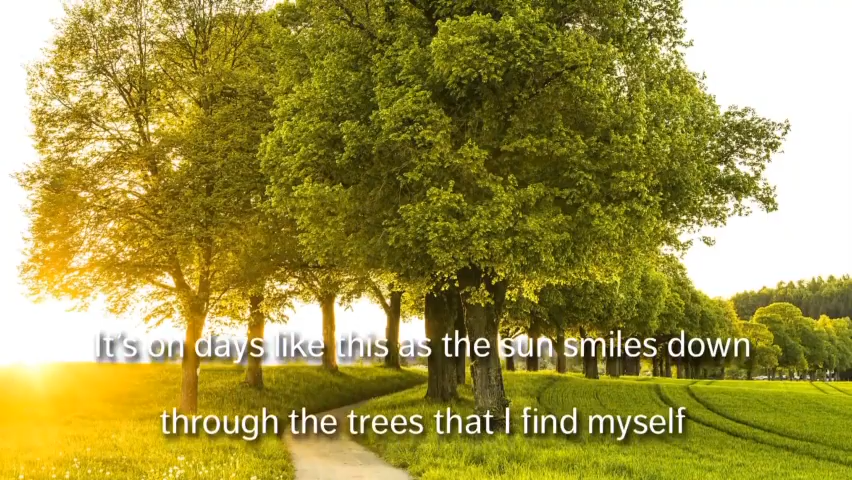 It's on days like this as the sun smiles down
through the trees that I find myself